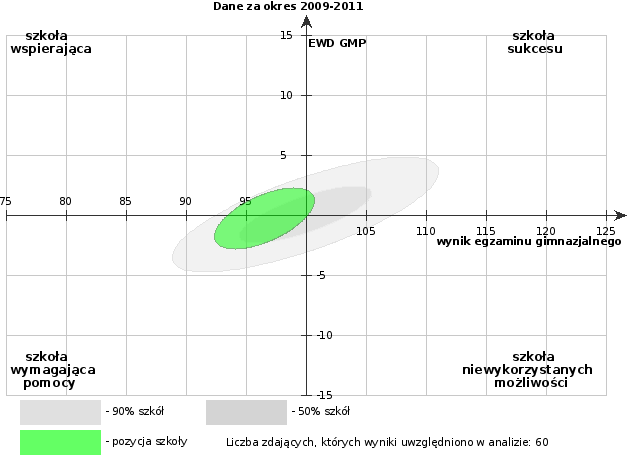 Dane za okres 2009-2011
szkoła
wspierająca
szkoła
sukcesu
EWD GMP
15
10
5
75 80 85 90 95 105 110 115 120 125
wynik egzaminu gimnazjalnego
-5
-10
-15
szkoła
wymagająca
pomocy
szkoła
niewykorzystanych
możliwości
- 90% szkół
- 50% szkół
- pozycja szkoły
Liczba zdających, których wyniki uwzględniono w analizie: 60